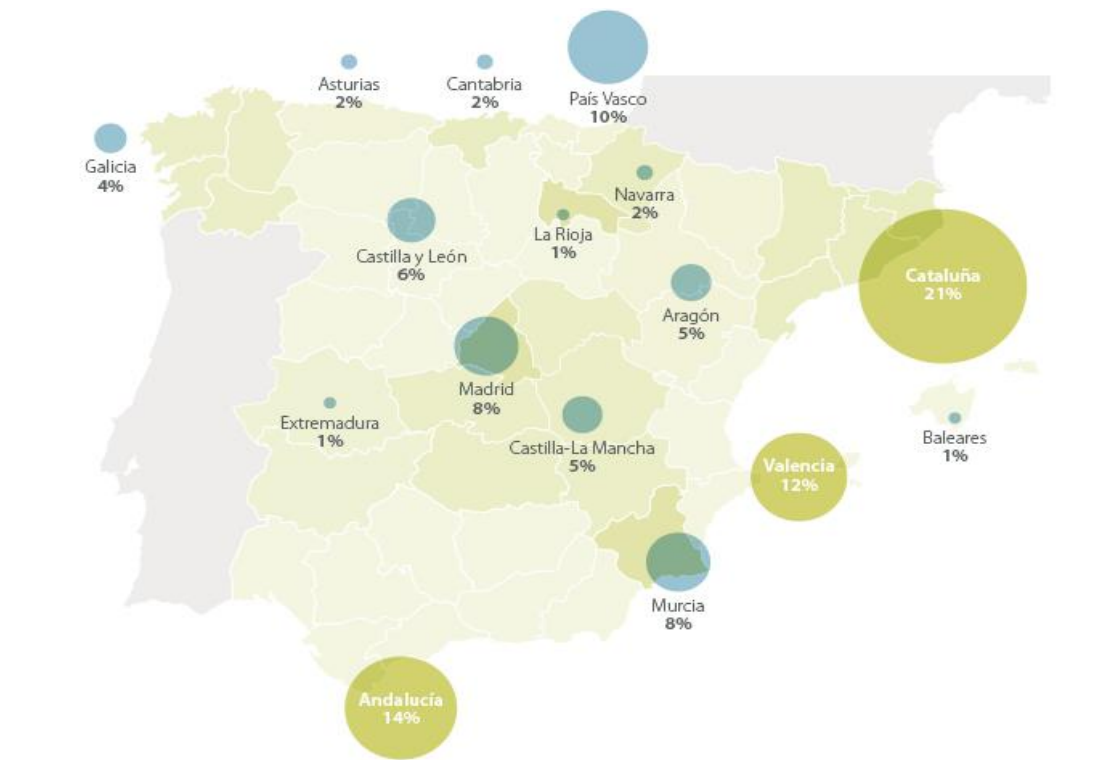 Asturias
2%
Cantabria
2%
País Vasco
10%
Galicia
4%
Navarra
2%
La Rioja
1%
Castilla y León
6%
Cataluña
21%
Aragón
5%
Madrid
8%
Extremadura
1%
Castilla-La Mancha
5%
Baleares
1%
Valencia
12%
Murcia
8%
Andalucía
14%